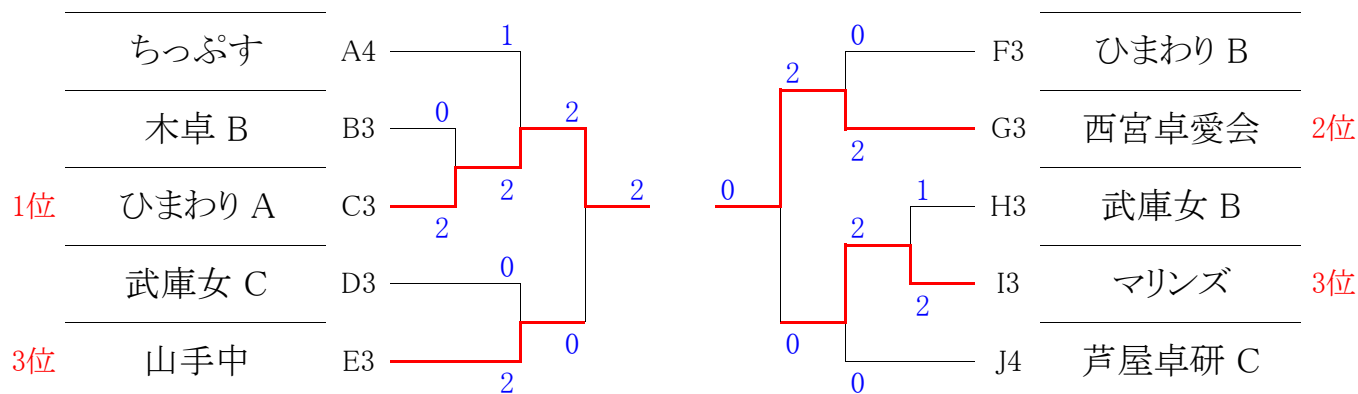 ちっぷす A4 1 0 F3 ひまわり B
2
木卓 B B3 0 2 2 G3 西宮卓愛会 2位
1位 ひまわり A C3 2 2 2 0 1 H3 武庫女 B
2
武庫女 C D3 0 2 I3 マリンズ 3位
3位 山手中 E3 2 0 0 0 J4 芦屋卓研 C